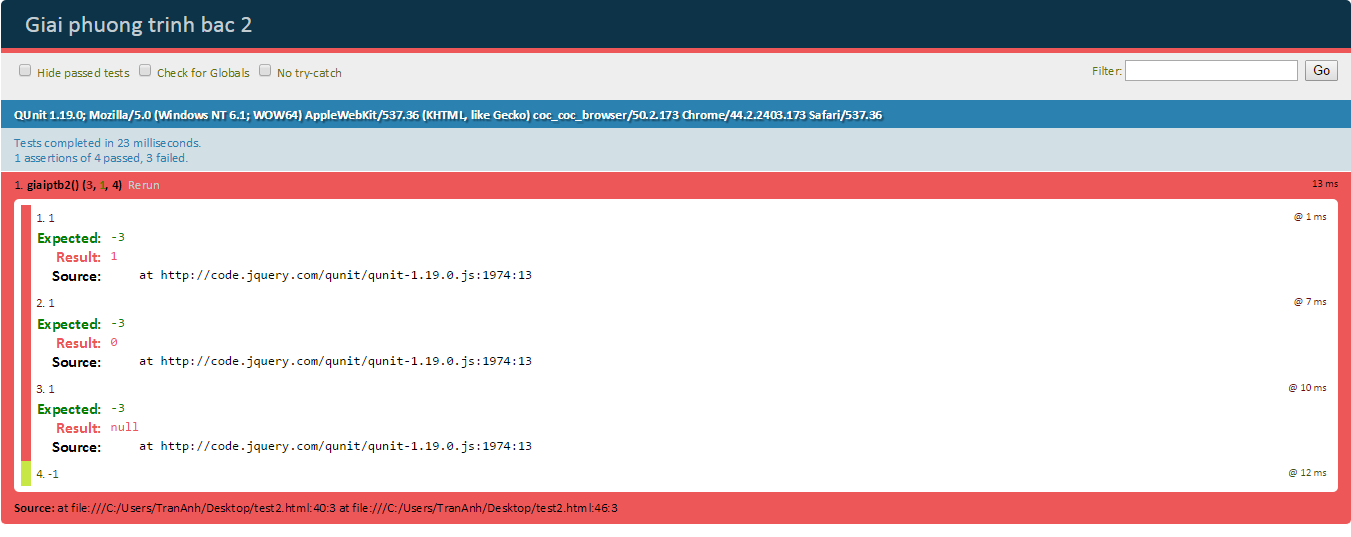 Giai phuong trinh bac 2
Hide passed tests Check for Globals No try-catch Filter: Go
QUnit 1.19.0; Mozilla/5.0 (Windows NT 6.1; WOW64) AppleWebKit/537.36 (KHTML, like Gecko) coc_coc_browser/50.2.173 Chrome/44.2.2403.173 Safari/537.36
Tests completed in 23 milliseconds.
1 assertions of 4 passed, 3 failed.
1. giaiptb2() (3, 1, 4) Rerun 13 ms
1. 1 @ 1 ms
Expected: -3
Result: 1
Source: at http://code.jquery.com/qunit/qunit-1.19.0.js:1974:13
2. 1 @ 7 ms
Expected: -3
Result: 0
Source: at http://code.jquery.com/qunit/qunit-1.19.0.js:1974:13
3. 1 @ 10 ms
Expected: -3
Result: null
Source: at http://code.jquery.com/qunit/qunit-1.19.0.js:1974:13
4. -1 @ 12 ms
Source: at file:///C:/Users/TranAnh/Desktop/test2.html:40:3 at file:///C:/Users/TranAnh/Desktop/test2.html:46:3